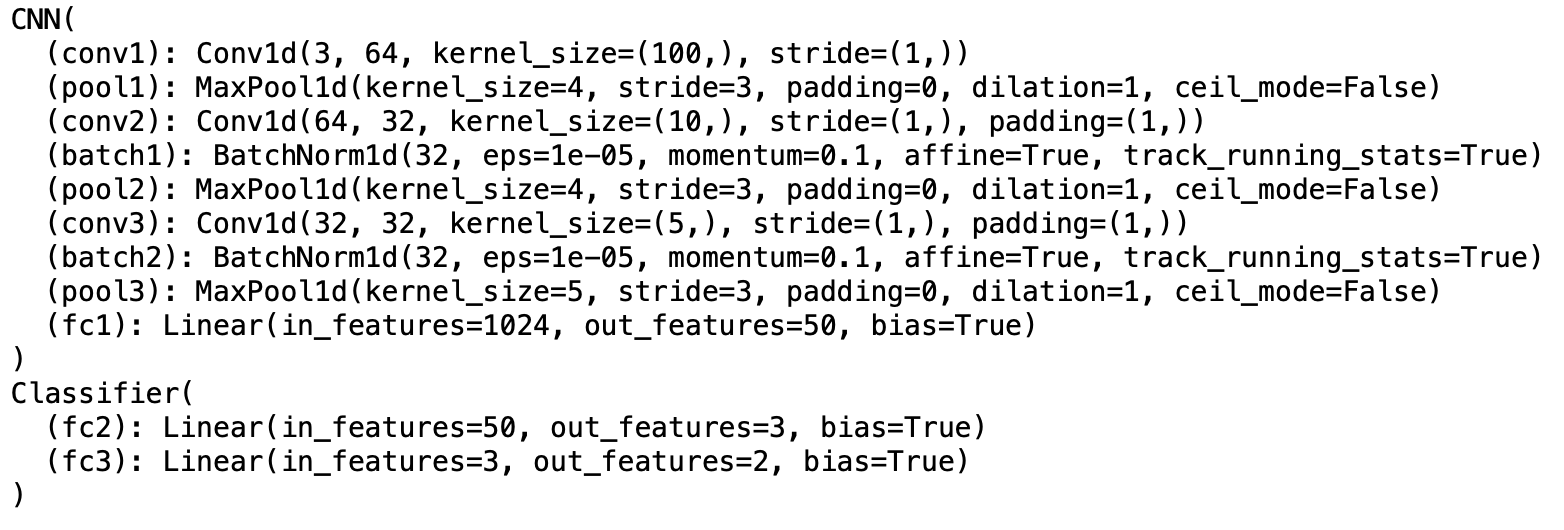 CNN(
  (conv1): Conv1d(3, 64, kernel_size=(100,), stride=(1,))
  (pool1): MaxPool1d(kernel_size=4, stride=3, padding=0, dilation=1, ceil_mode=False)
  (conv2): Conv1d(64, 32, kernel_size=(10,), stride=(1,), padding=(1,))
  (batch1): BatchNorm1d(32, eps=1e-05, momentum=0.1, affine=True, track_running_stats=True)
  (pool2): MaxPool1d(kernel_size=4, stride=3, padding=0, dilation=1, ceil_mode=False)
  (conv3): Conv1d(32, 32, kernel_size=(5,), stride=(1,), padding=(1,))
  (batch2): BatchNorm1d(32, eps=1e-05, momentum=0.1, affine=True, track_running_stats=True)
  (pool3): MaxPool1d(kernel_size=5, stride=3, padding=0, dilation=1, ceil_mode=False)
  (fc1): Linear(in_features=1024, out_features=50, bias=True)
)
Classifier(
  (fc2): Linear(in_features=50, out_features=3, bias=True)
  (fc3): Linear(in_features=3, out_features=2, bias=True)
)